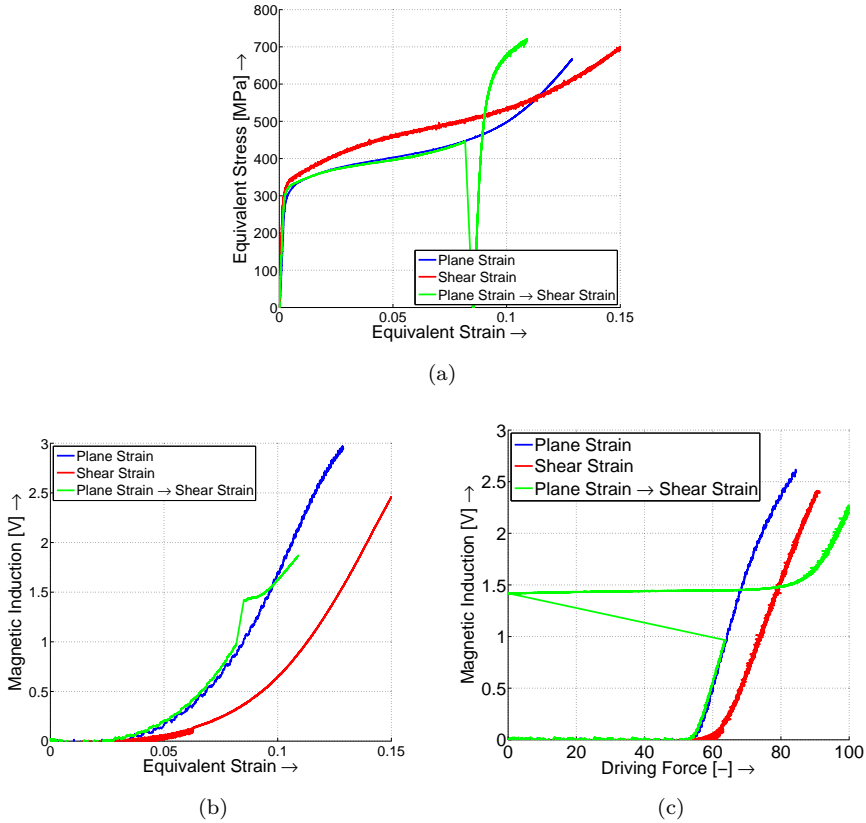 800
700
600
500
400
300
200
100
0
0 0.05 0.1 0.15
Equivalent Stress [MPa] →
Equivalent Strain →
Plane Strain
Shear Strain
Plane Strain → Shear Strain
(a)
3
2.5
2
1.5
1
0.5
0
0 0.05 0.1 0.15
Magnetic Induction [V] →
Equivalent Strain →
Plane Strain
Shear Strain
Plane Strain → Shear Strain
(b)
3
2.5
2
1.5
1
0.5
0
0 20 40 60 80 100
Magnetic Induction [V] →
Driving Force [−] →
Plane Strain
Shear Strain
Plane Strain → Shear Strain
(c)